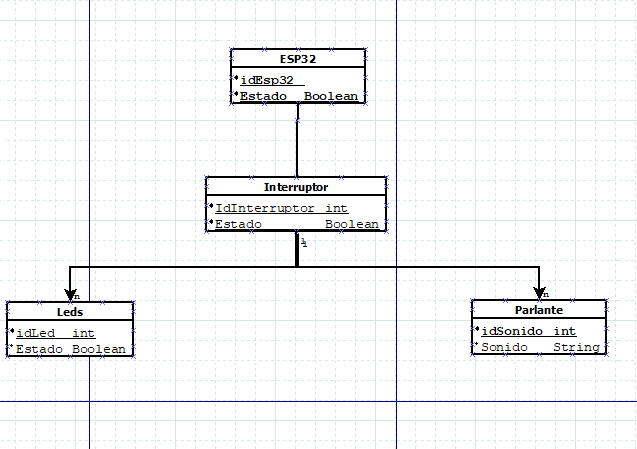 ESP32
idEsp32
Estado Boolean
Interruptor
IdInterruptor int
Estado Boolean
1
n
n
Leds
idLed int
Estado Boolean
Parlante
idSonido int
Sonido String